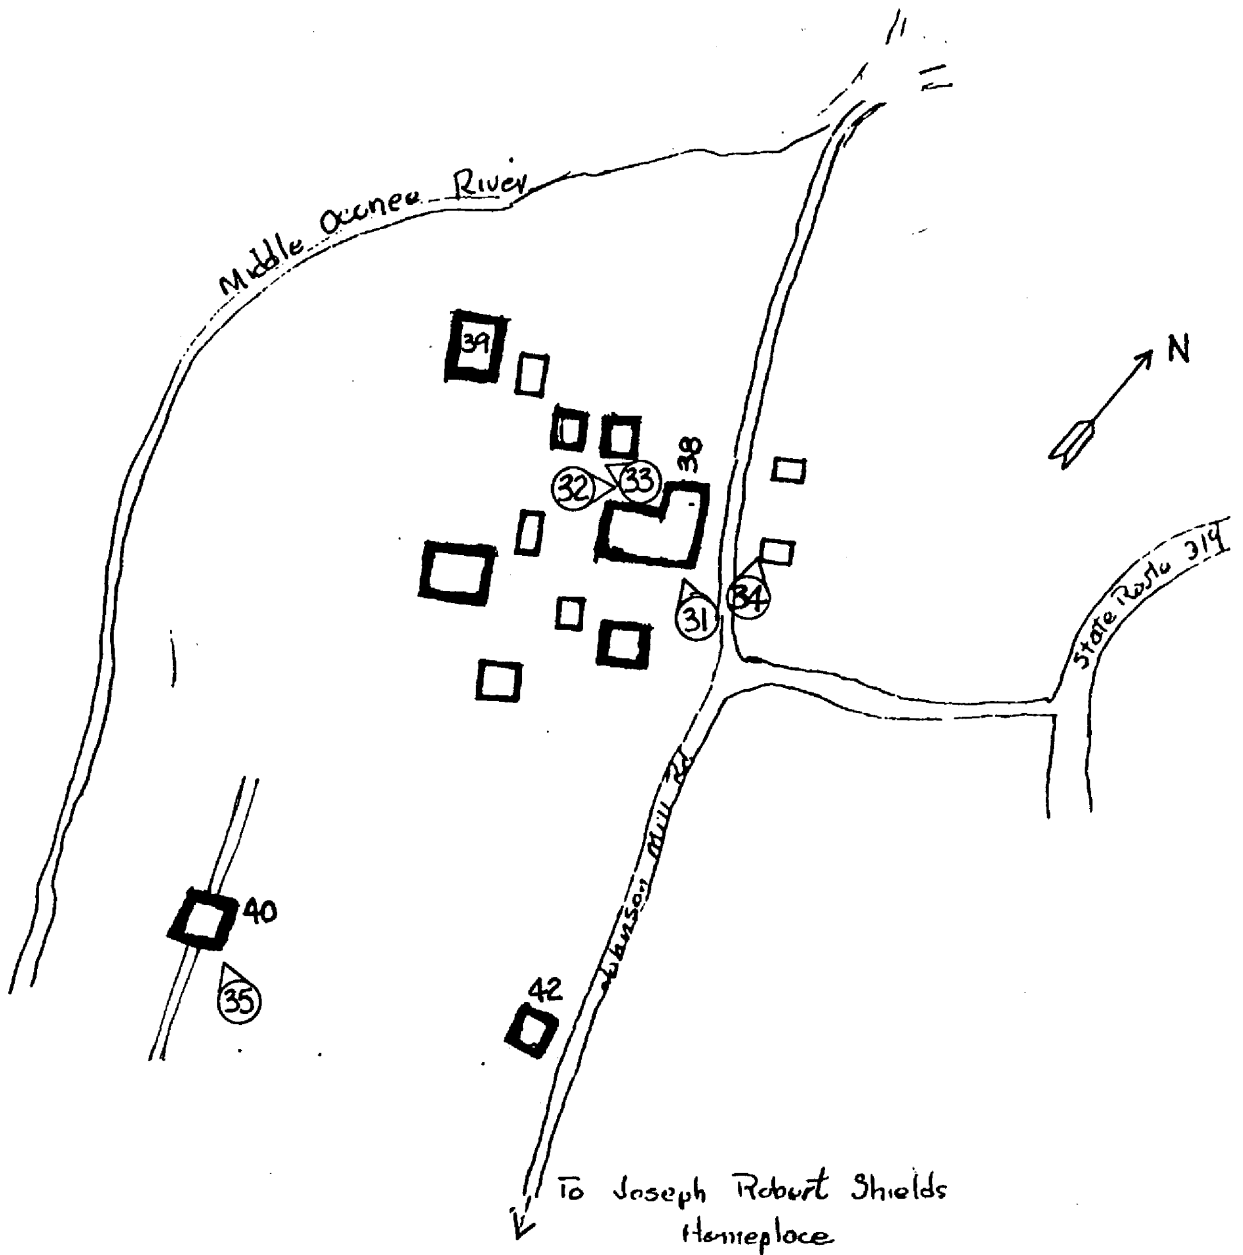 Middle Oconee River
N
39
38
33
32
State Route 319
34
31
Johnson Mill Rd
40
42
35
To Joseph Robert Shields
Homeplace